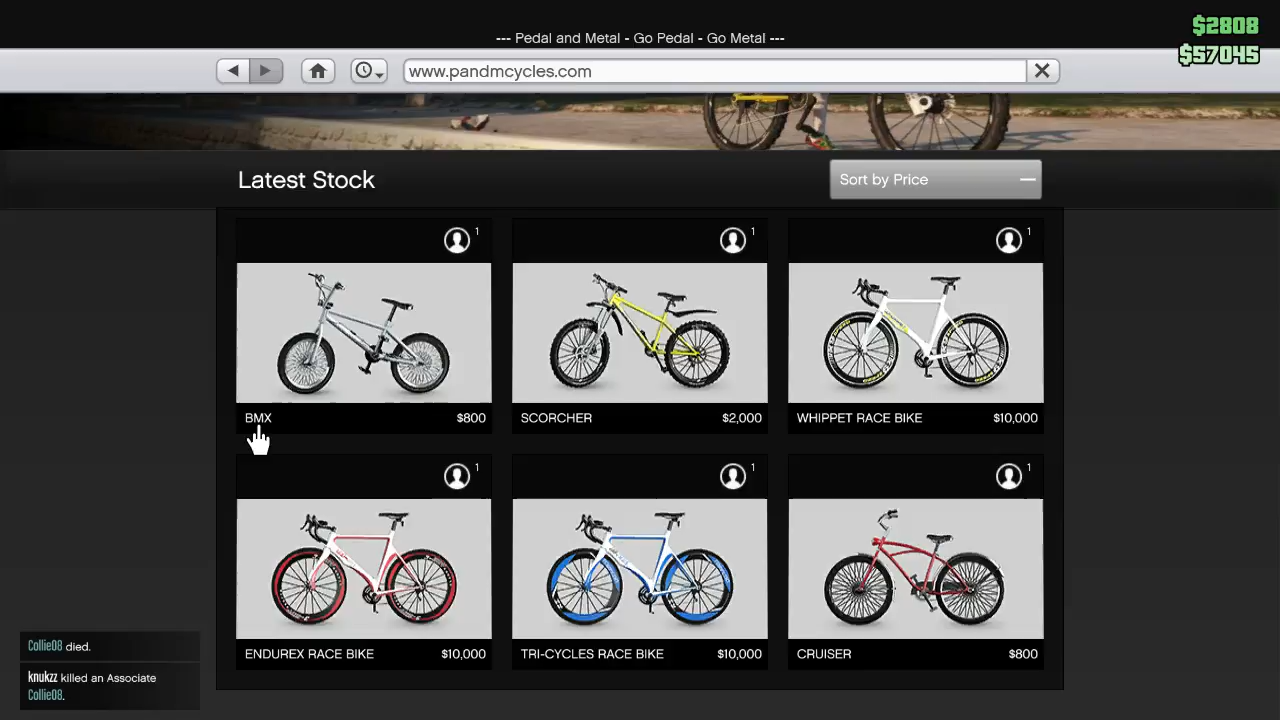 $2808
--- Pedal and Metal - Go Pedal - Go Metal ---
$57045
www.pandmcycles.com
Latest Stock
Sort by Price
1
1
1
BMX $800
SCORCHER $2,000
WHIPPET RACE BIKE $10,000
1
1
1
ENDUREX RACE BIKE $10,000
TRI-CYCLES RACE BIKE $10,000
CRUISER $800
Collie08 died.
knukzz killed an Associate
Collie08.